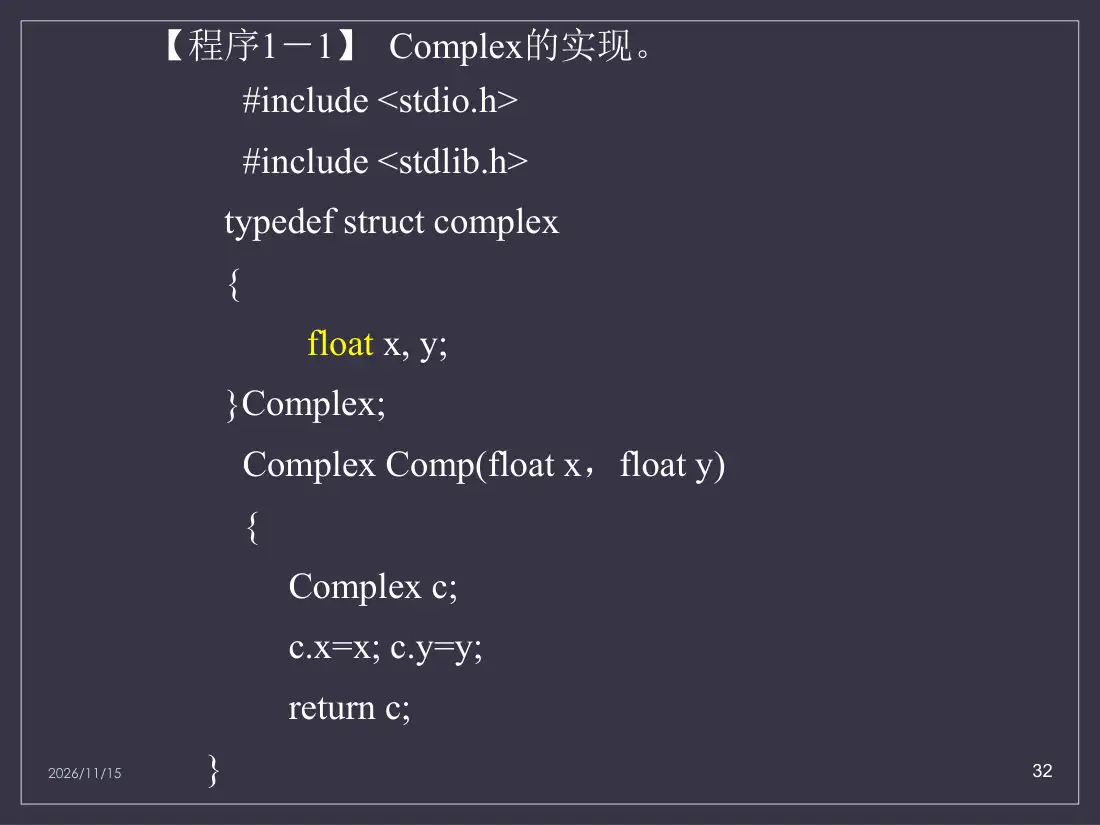 【程序1－1】 Complex的实现。
#include <stdio.h>
#include <stdlib.h>
typedef struct complex
{
float x, y;
}Complex;
Complex Comp(float x，float y)
{
Complex c;
c.x=x; c.y=y;
return c;
}
2026/11/15
32